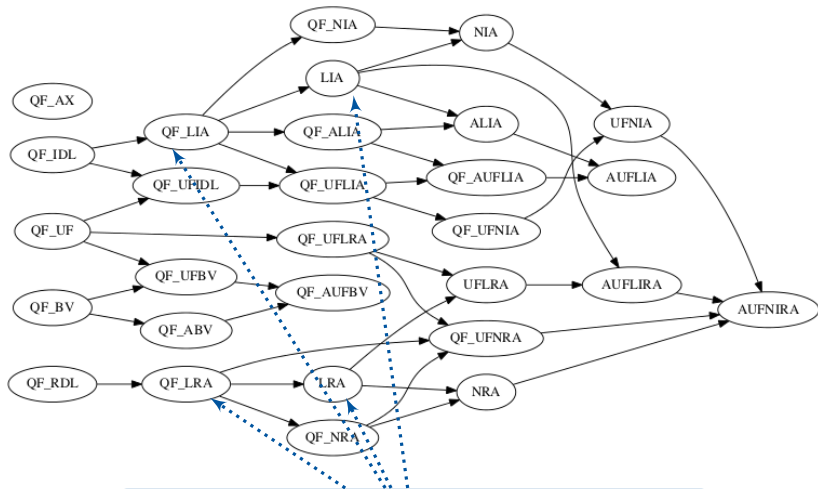 QF_NIA
NIA
LIA
QF_AX
QF_LIA
QF_ALIA
ALIA
UFNIA
QF_IDL
QF_UFIDL
QF_UFLIA
QF_AUFLIA
AUFLIA
QF_UF
QF_UFLRA
QF_UFNIA
QF_UFBV
QF_AUFBV
UFLRA
AUFLIRA
QF_BV
QF_ABV
QF_UFNRA
AUFNIRA
QF_RDL
QF_LRA
LRA
NRA
QF_NRA